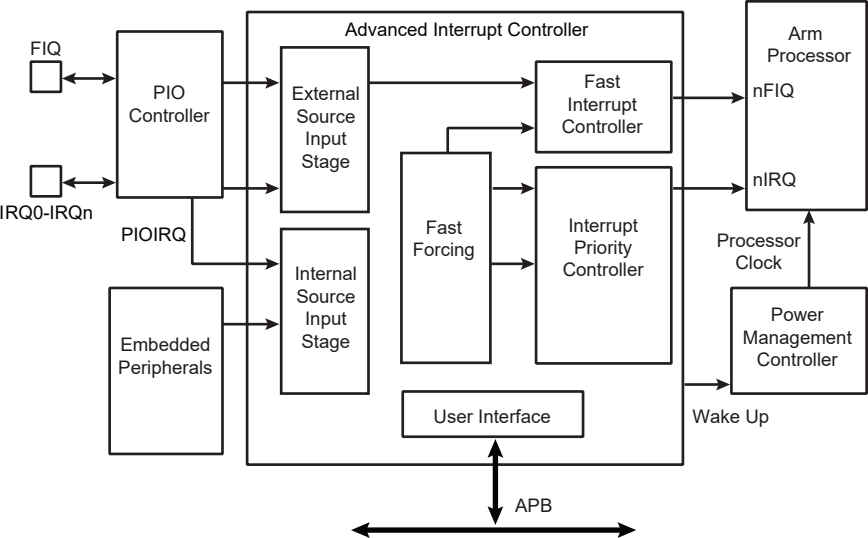 Advanced Interrupt Controller
FIQ
PIO
Controller
External
Source
Input
Stage
Fast
Interrupt
Controller
Arm
Processor
nFIQ
nIRQ
IRQ0-IRQn
PIOIRQ
Internal
Source
Input
Stage
Fast
Forcing
Interrupt
Priority
Controller
Processor
Clock
Embedded
Peripherals
Power
Management
Controller
User Interface
Wake Up
APB